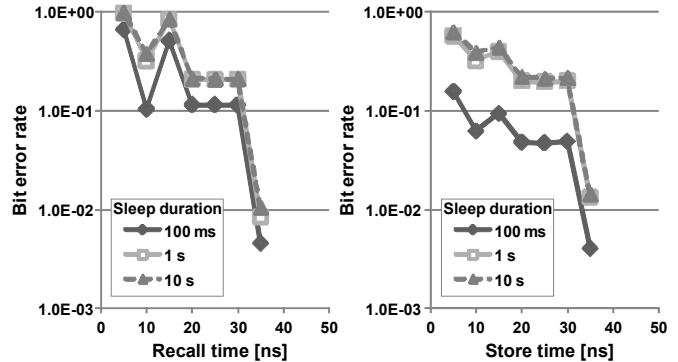 1.0E+00
1.0E-01
1.0E-02
1.0E-03
Bit error rate
Sleep duration
100 ms
1 s
10 s
0 10 20 30 40 50
Recall time [ns]
1.0E+00
1.0E-01
1.0E-02
1.0E-03
Bit error rate
Sleep duration
100 ms
1 s
10 s
0 10 20 30 40 50
Store time [ns]